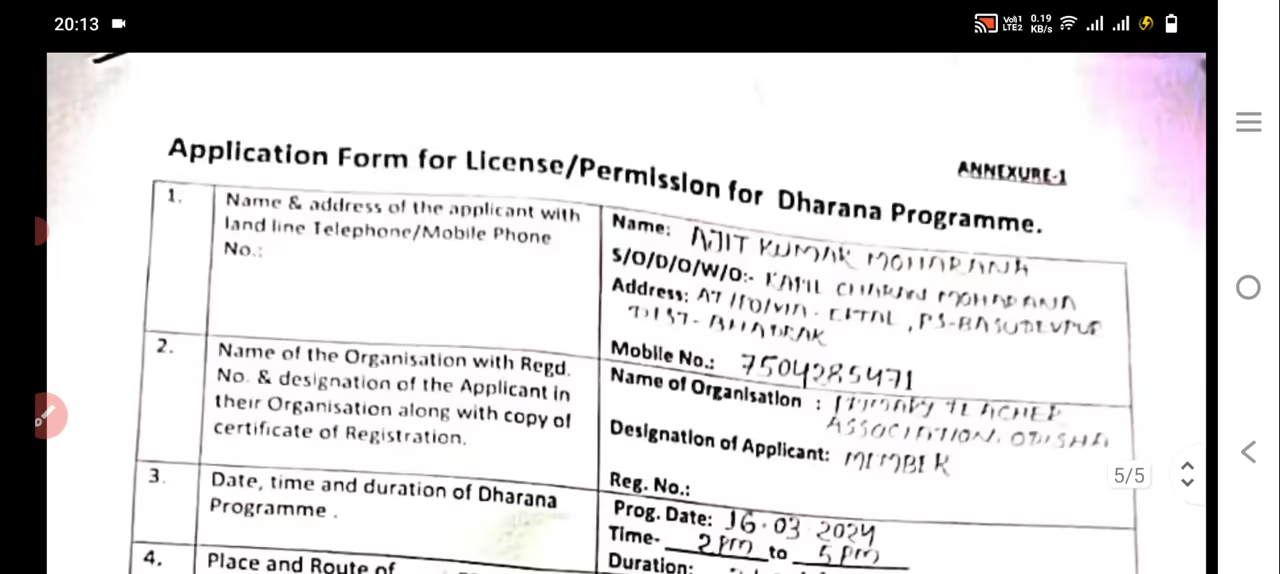 20:13
Vo)) 1 LTE2 0.19 KB/s
ANNEXURE-1
Application Form for License/Permission for Dharana Programme.
1. Name & address of the applicant with land line Telephone/Mobile Phone No.:
Name: AJIT KUMAR MOHARANA
S/O/D/O/W/O:- KAPIL CHARAN MOHARANA
Address: AT/PO/VIA- , PS-BASUDEVPUR
DIST- BHADRAK
Mobile No.: 7504285471
2. Name of the Organisation with Regd.
No. & designation of the Applicant in
their Organisation along with copy of
certificate of Registration.
Name of Organisation : PRIMARY TEACHER
ASSOCIATION, ODISHA
Designation of Applicant: MEMBER
Reg. No.:
3. Date, time and duration of Dharana
Programme .
Prog. Date: 16.03.2024
Time- 2 PM to 5 PM
Duration:
4. Place and Route of
5/5